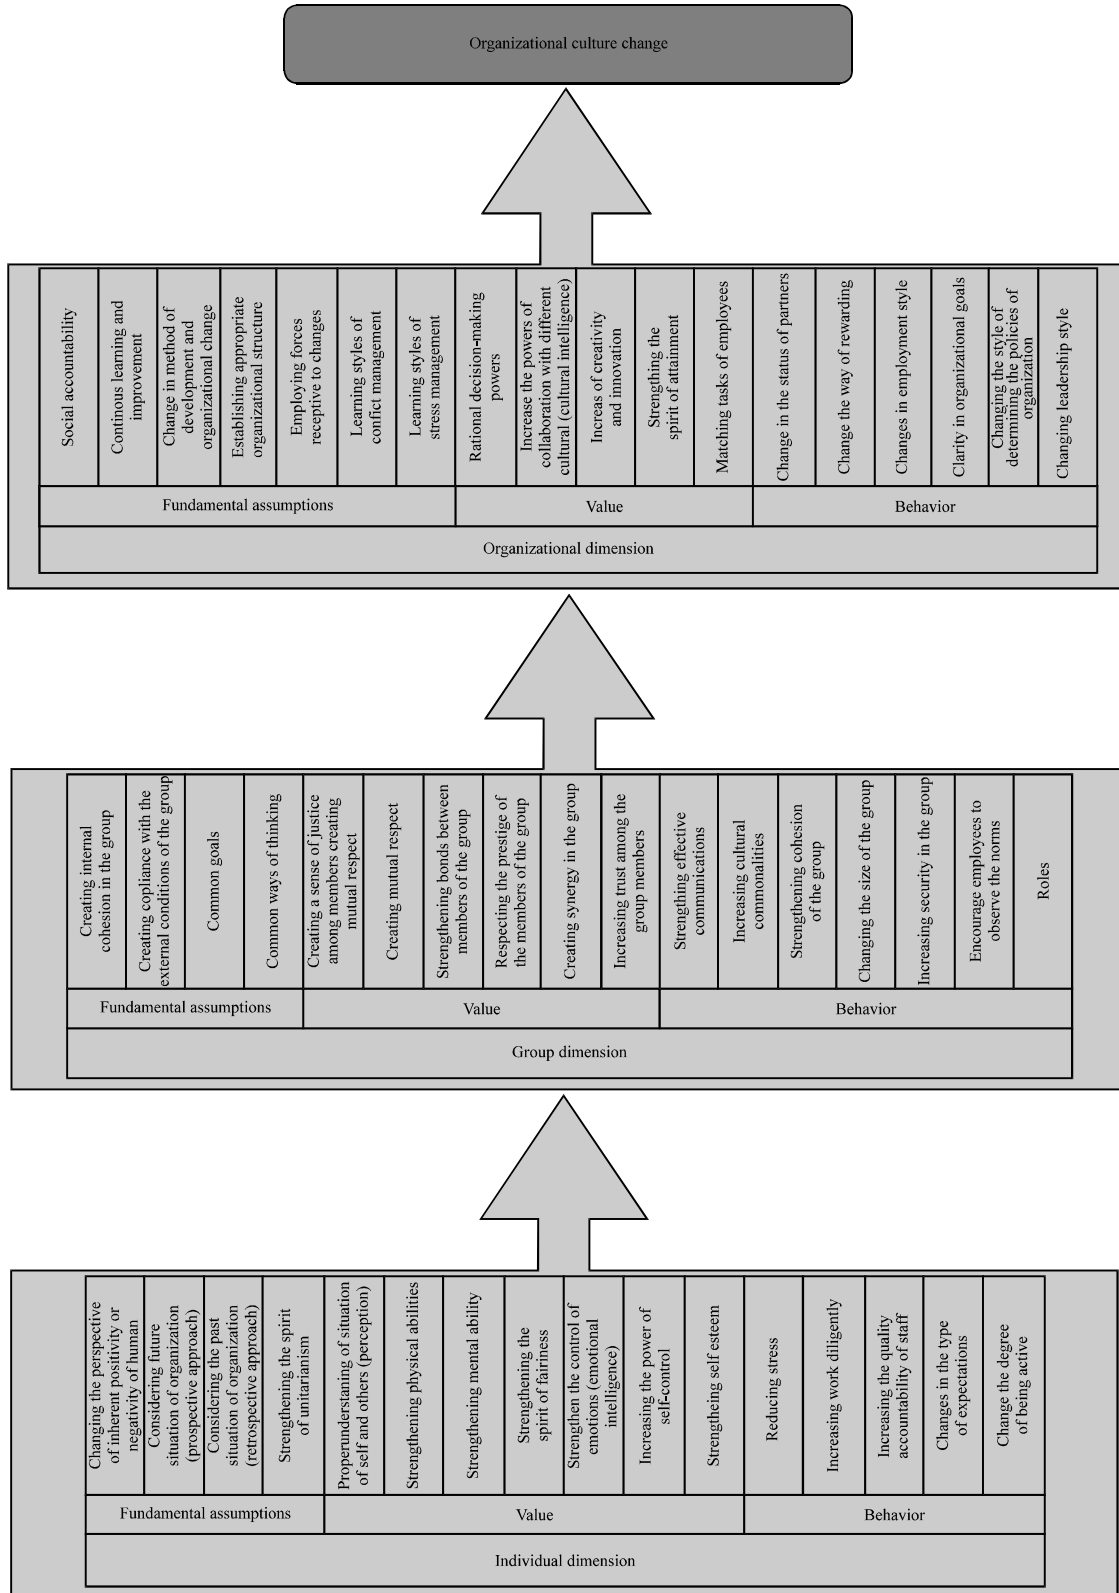 Organizational culture change
Social accountability
Continous learning and
improvement
Change in method of
development and
organizational change
Establishing appropriate
organizational structure
Employing forces
receptive to changes
Learning styles of
confict management
Learning styles of
stress management
Rational decision-making
powers
Increase the powers of
collaboration with different
cultural (cultural intelligence)
Increas of creativity
and innovation
Strengthing the
spirit of attainment
Matching tasks of employees
Change in the status of partners
Change the way of rewarding
Changes in employment style
Clarity in organizational goals
Changing the style of
determining the policies of
organization
Changing leadership style
Fundamental assumptions
Value
Behavior
Organizational dimension
Creating internal
cohesion in the group
Creating copliance with the
external conditions of the group
Common goals
Common ways of thinking
Creating a sense of justice
among members creating
mutual respect
Creating mutual respect
Strengthening bonds between
members of the group
Respecting the prestige of
the members of the group
Creating synergy in the group
Increasing trust among the
group members
Strengthing effective
communications
Increasing cultural
commonalities
Strengthening cohesion
of the group
Changing the size of the group
Increasing security in the group
Encourage employees to
observe the norms
Roles
Fundamental assumptions
Value
Behavior
Group dimension
Changing the perspective
of inherent positivity or
negativity of human
Considering future
situation of organization
(prospective approach)
Considering the past
situation of organization
(retrospective approach)
Strengthening the spirit
of unitarianism
Properunderstaning of situation
of self and others (perception)
Strengthening physical abilities
Strengthening mental ability
Strengthening the
spirit of fairiness
Strengthen the control of
emotions (emotional
intelligence)
Increasing the power of
self-control
Strengtheing self esteem
Reducing stress
Increasing work diligently
Increasing the quality
accountability of staff
Changes in the type
of expectations
Change the degree
of being active
Fundamental assumptions
Value
Behavior
Individual dimension